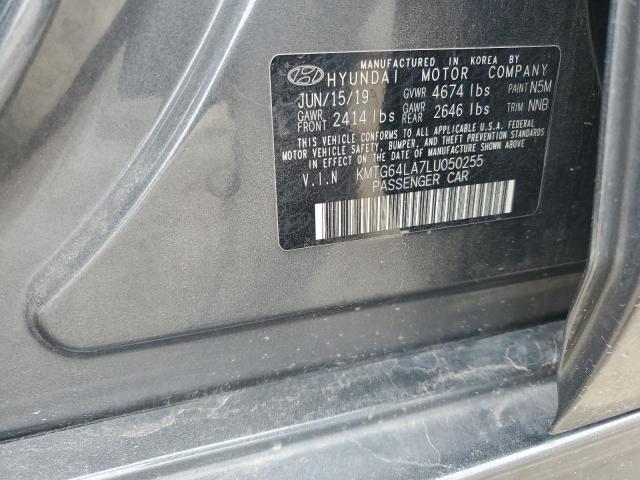 MANUFACTURED IN KOREA BY
HYUNDAI MOTOR COMPANY
JUN/15/19 GVWR 4674 lbs PAINT N5M
GAWR FRONT 2414 lbs GAWR REAR 2646 lbs TRIM NNB
THIS VEHICLE CONFORMS TO ALL APPLICABLE U.S.A. FEDERAL
MOTOR VEHICLE SAFETY, BUMPER, AND THEFT PREVENTION STANDARDS
IN EFFECT ON THE DATE OF MANUFACTURE SHOWN ABOVE.
V.I.N KMTG64LA7LU050255
PASSENGER CAR